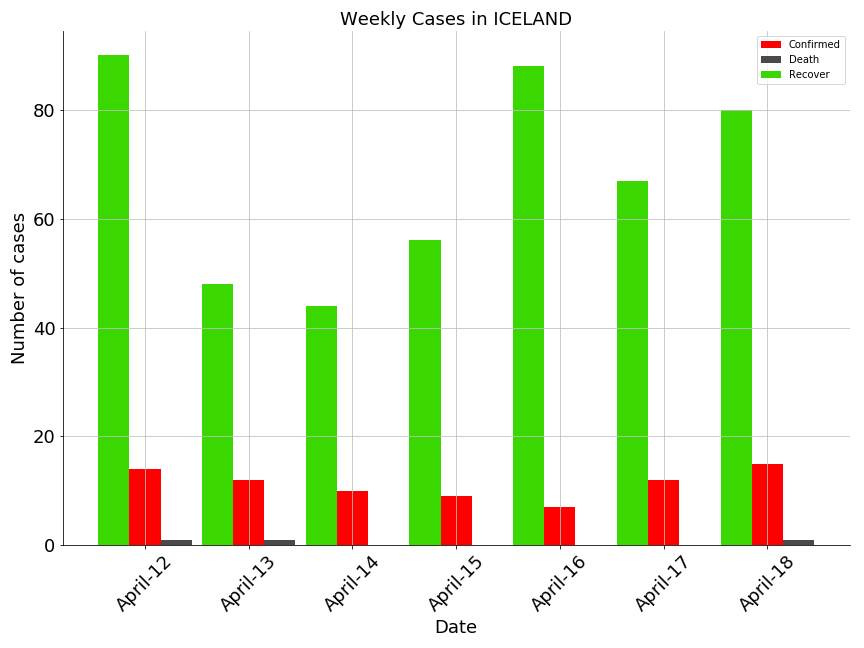 Weekly Cases in ICELAND
Confirmed
Death
Recover
Number of cases
80
60
40
20
0
April-12
April-13
April-14
April-15
April-16
April-17
April-18
Date